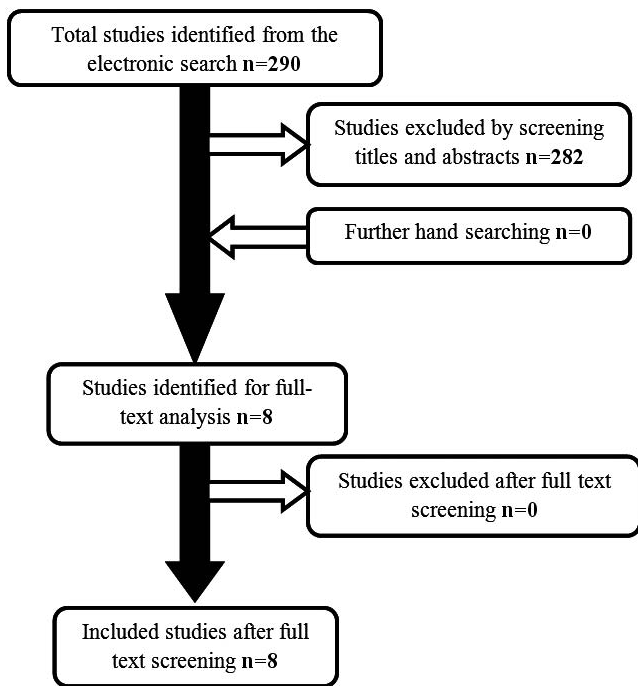 Total studies identified from the
electronic search n=290
Studies excluded by screening
titles and abstracts n=282
Further hand searching n=0
Studies identified for full-
text analysis n=8
Studies excluded after full text
screening n=0
Included studies after full
text screening n=8